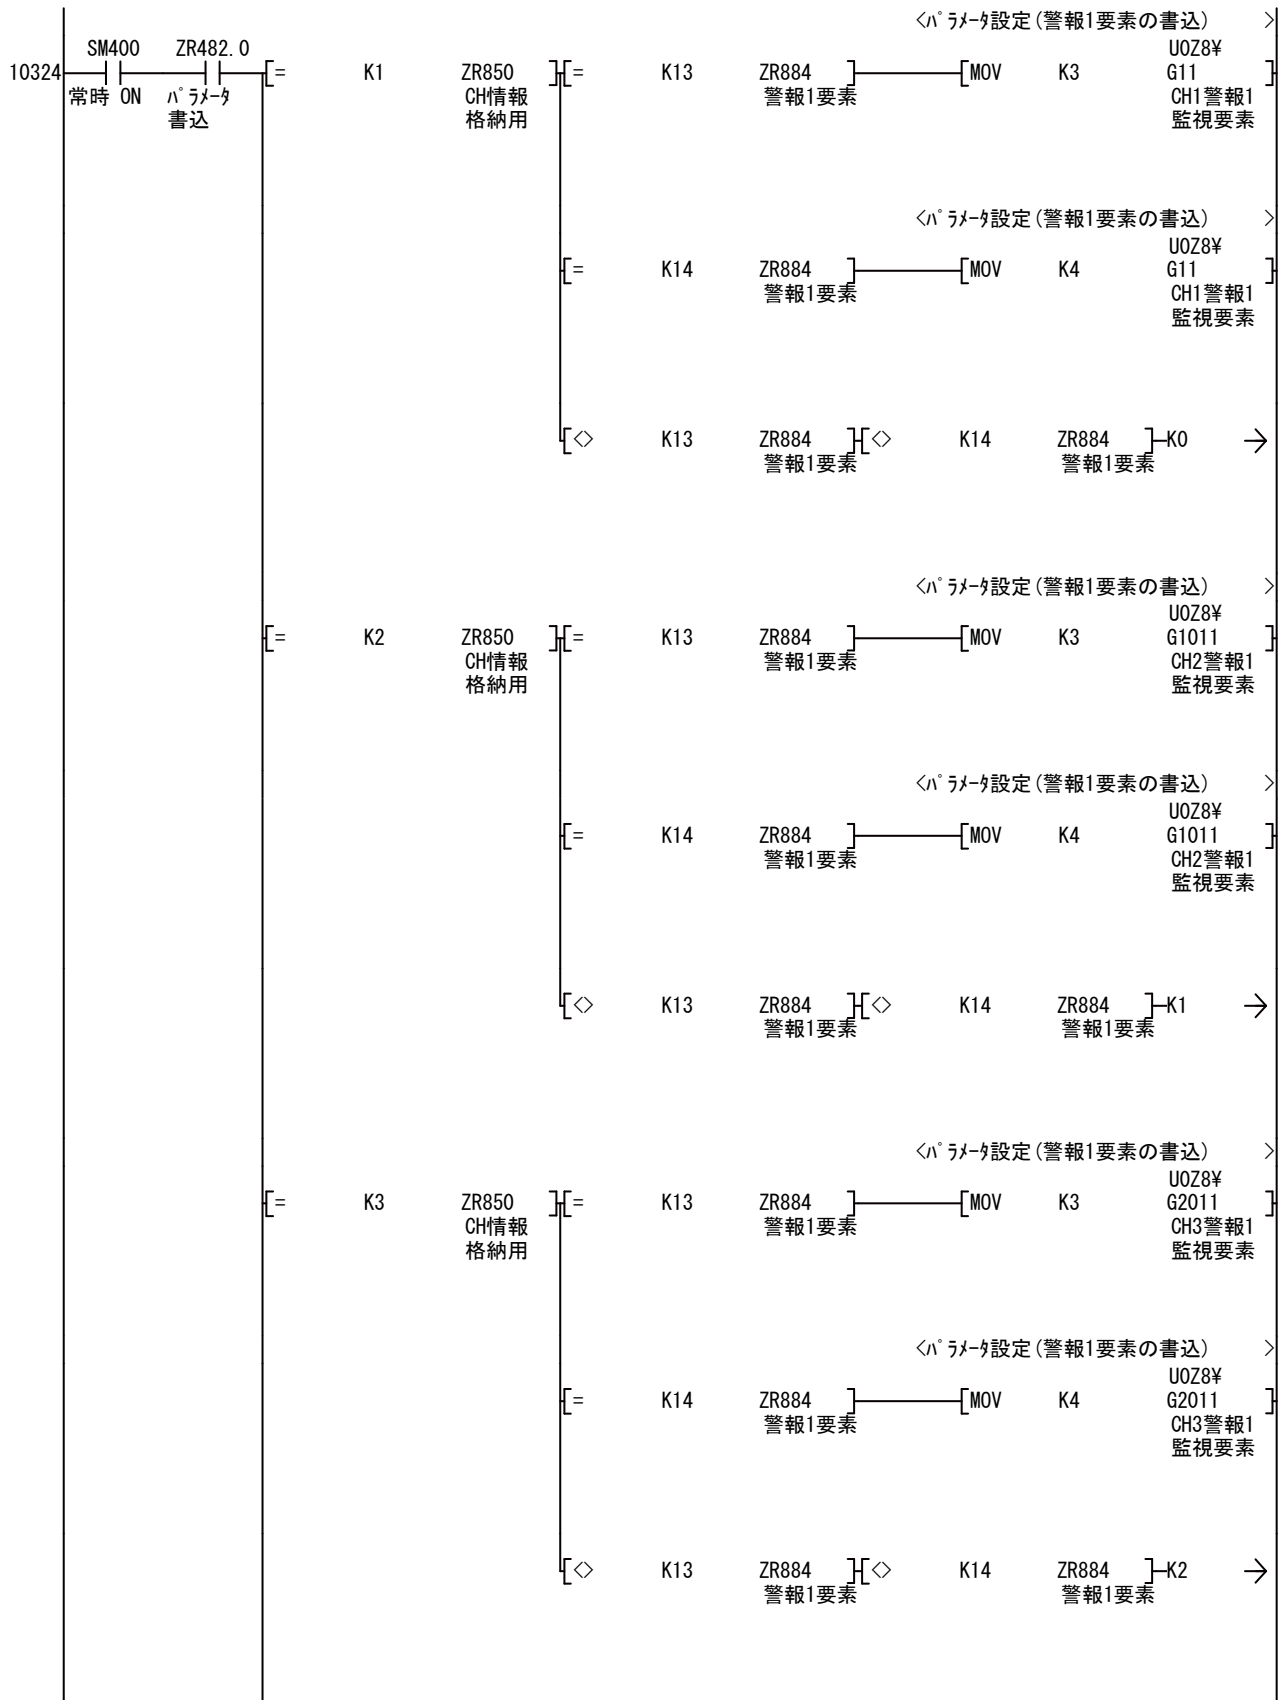 <パラメータ設定(警報1要素の書込) >
SM400 ZR482.0 U0Z8¥
10324 [= K1 ZR850 ][= K13 ZR884 ] [MOV K3 G11 ]
常時 ON パラメータ CH情報 警報1要素 CH1警報1
書込 格納用 監視要素
<パラメータ設定(警報1要素の書込) >
U0Z8¥
[= K14 ZR884 ] [MOV K4 G11 ]
警報1要素 CH1警報1
監視要素
[<> K13 ZR884 ][<> K14 ZR884 ]K0 →
警報1要素 警報1要素
<パラメータ設定(警報1要素の書込) >
U0Z8¥
[= K2 ZR850 ][= K13 ZR884 ] [MOV K3 G1011 ]
CH情報 警報1要素 CH2警報1
格納用 監視要素
<パラメータ設定(警報1要素の書込) >
U0Z8¥
[= K14 ZR884 ] [MOV K4 G1011 ]
警報1要素 CH2警報1
監視要素
[<> K13 ZR884 ][<> K14 ZR884 ]K1 →
警報1要素 警報1要素
<パラメータ設定(警報1要素の書込) >
U0Z8¥
[= K3 ZR850 ][= K13 ZR884 ] [MOV K3 G2011 ]
CH情報 警報1要素 CH3警報1
格納用 監視要素
<パラメータ設定(警報1要素の書込) >
U0Z8¥
[= K14 ZR884 ] [MOV K4 G2011 ]
警報1要素 CH3警報1
監視要素
[<> K13 ZR884 ][<> K14 ZR884 ]K2 →
警報1要素 警報1要素